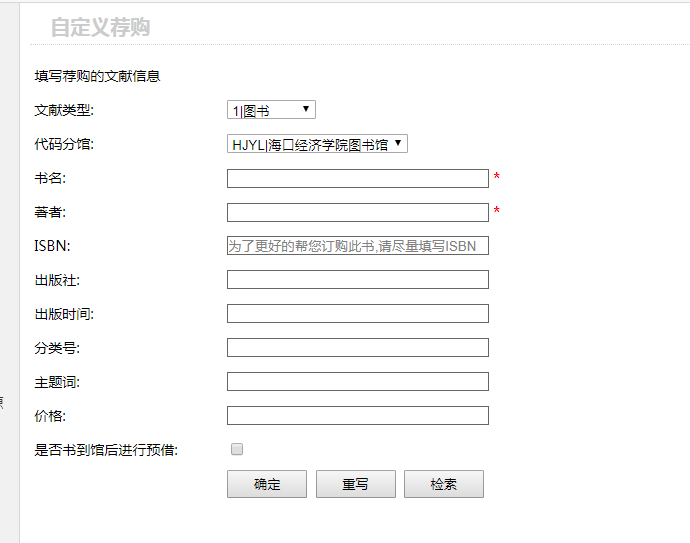 自定义荐购
填写荐购的文献信息
文献类型: 1|图书
代码分馆: HJYL|海口经济学院图书馆
书名: *
著者: *
ISBN: 为了更好的帮您订购此书,请尽量填写ISBN
出版社:
出版时间:
分类号:
主题词:
价格:
是否书到馆后进行预借:
确定 重写 检索